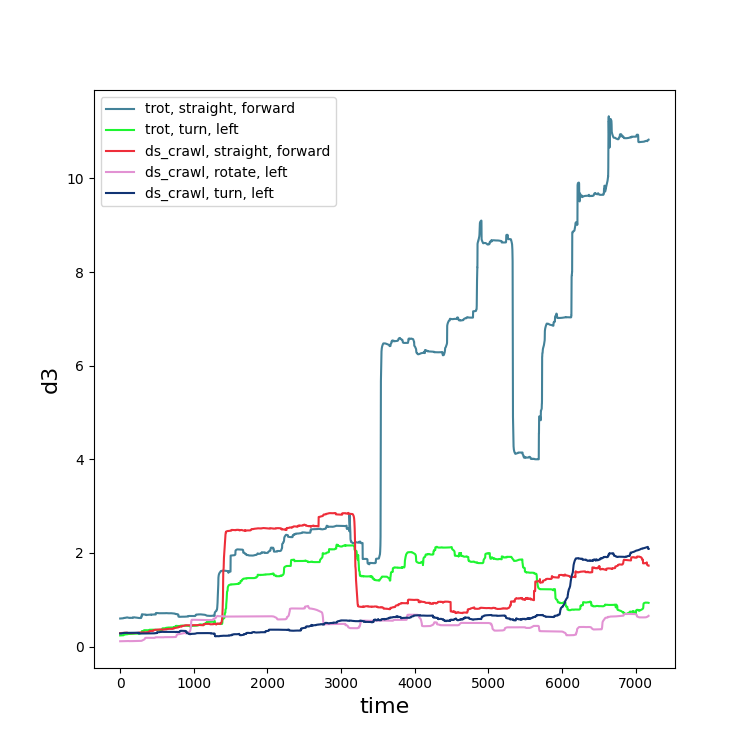 trot, straight, forward
trot, turn, left
ds_crawl, straight, forward
ds_crawl, rotate, left
ds_crawl, turn, left
10
8
6
4
2
0
d3
0 1000 2000 3000 4000 5000 6000 7000
time